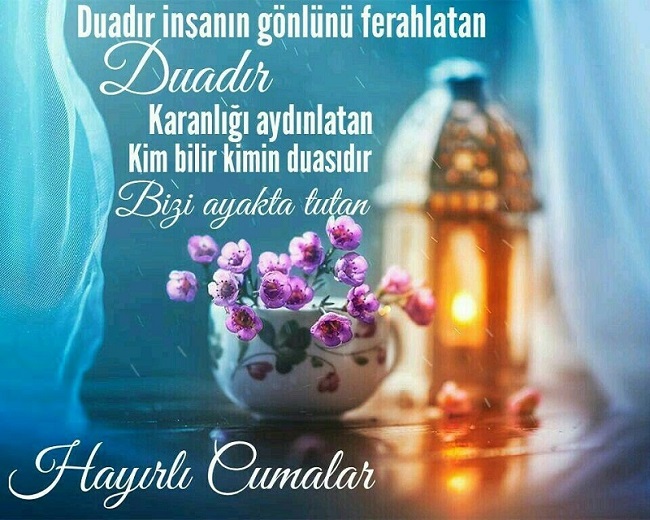 Duadır insanın gönlünü ferahlatan
Duadır
Karanlığı aydınlatan
Kim bilir kimin duasıdır
Bizi ayakta tutan
Hayırlı Cumalar